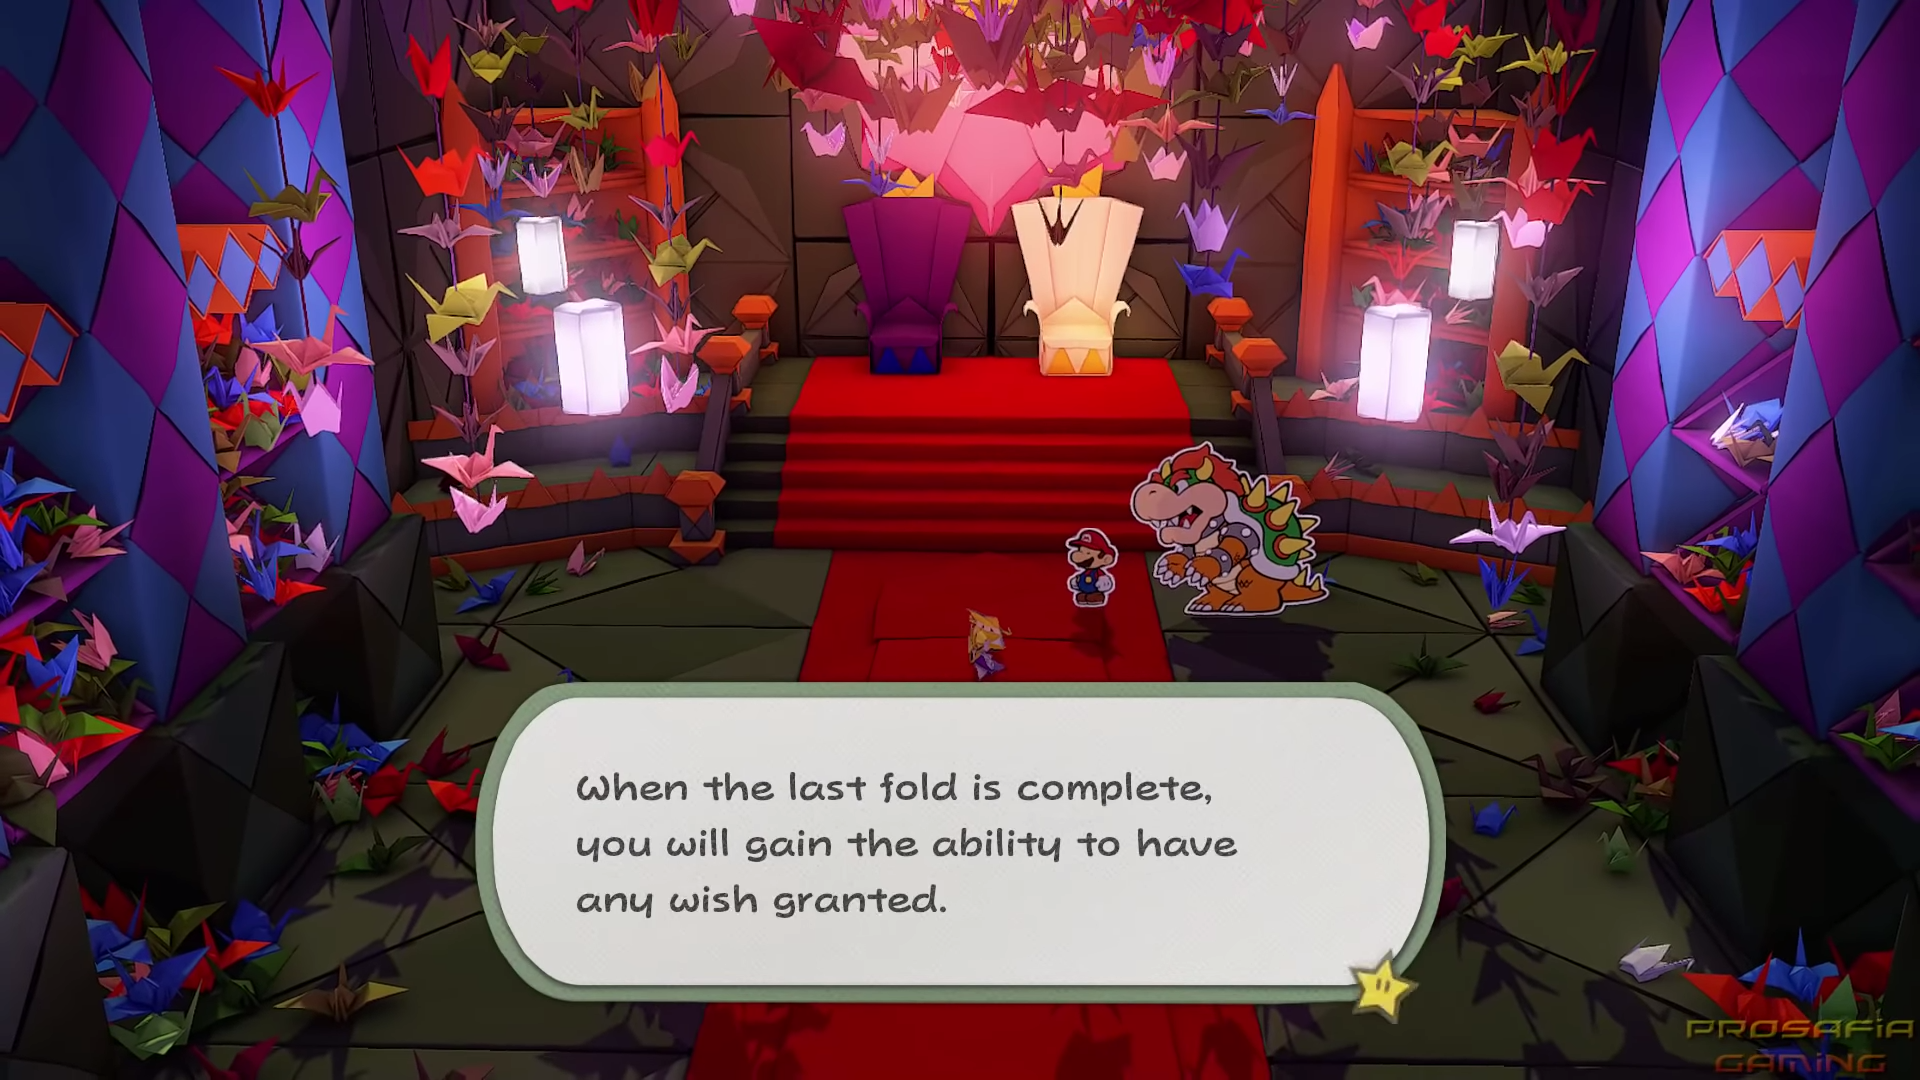 When the last fold is complete,
you will gain the ability to have
any wish granted.
PROSAFiA
GAMiNG